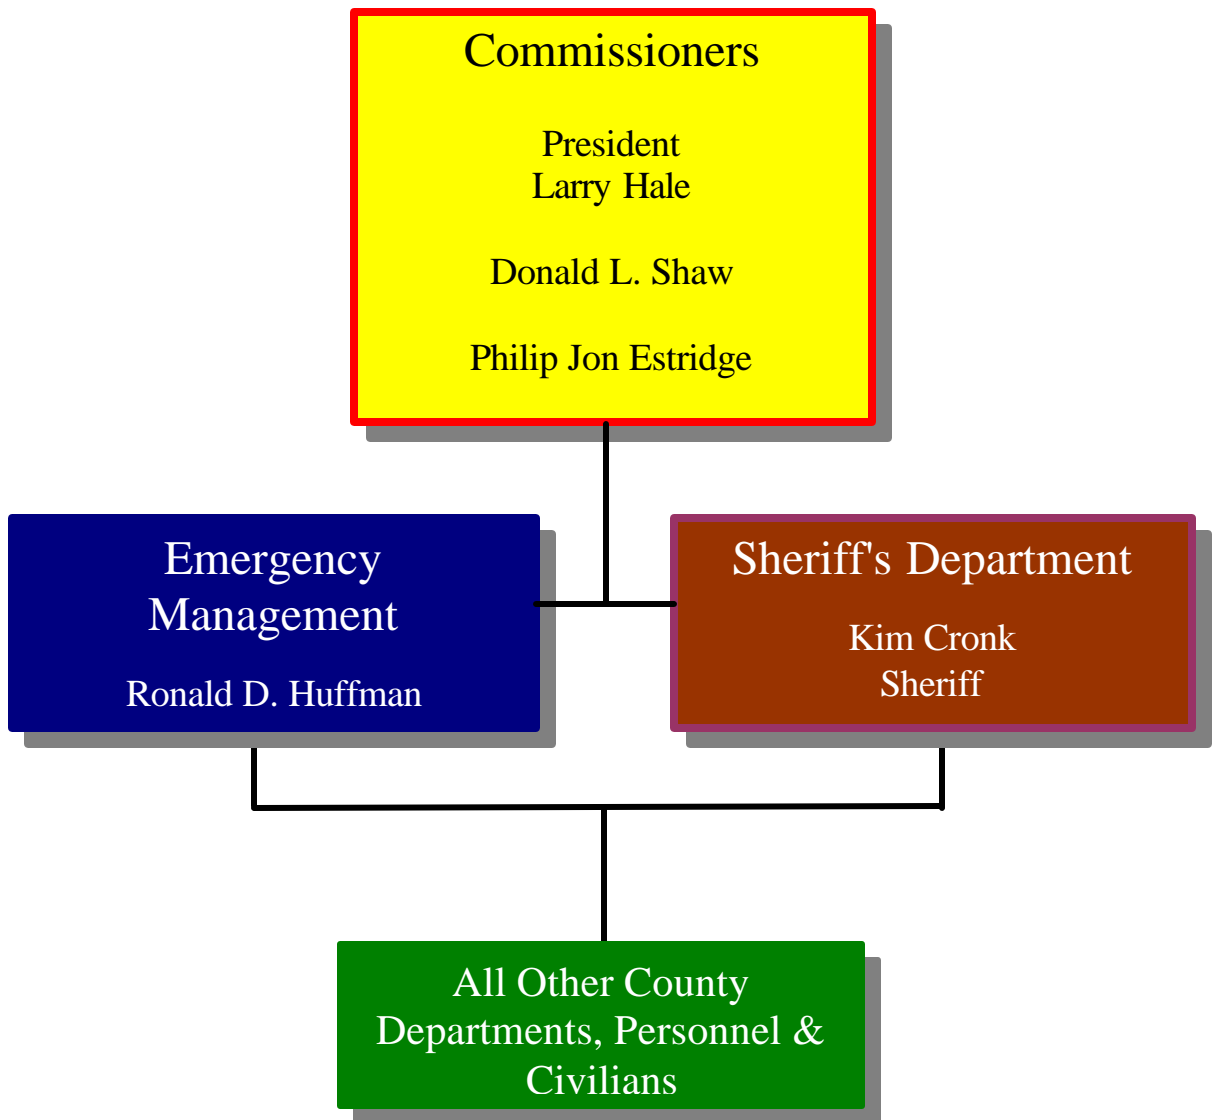 Commissioners
President
Larry Hale
Donald L. Shaw
Philip Jon Estridge
Emergency
Management
Ronald D. Huffman
Sheriff's Department
Kim Cronk
Sheriff
All Other County
Departments, Personnel &
Civilians